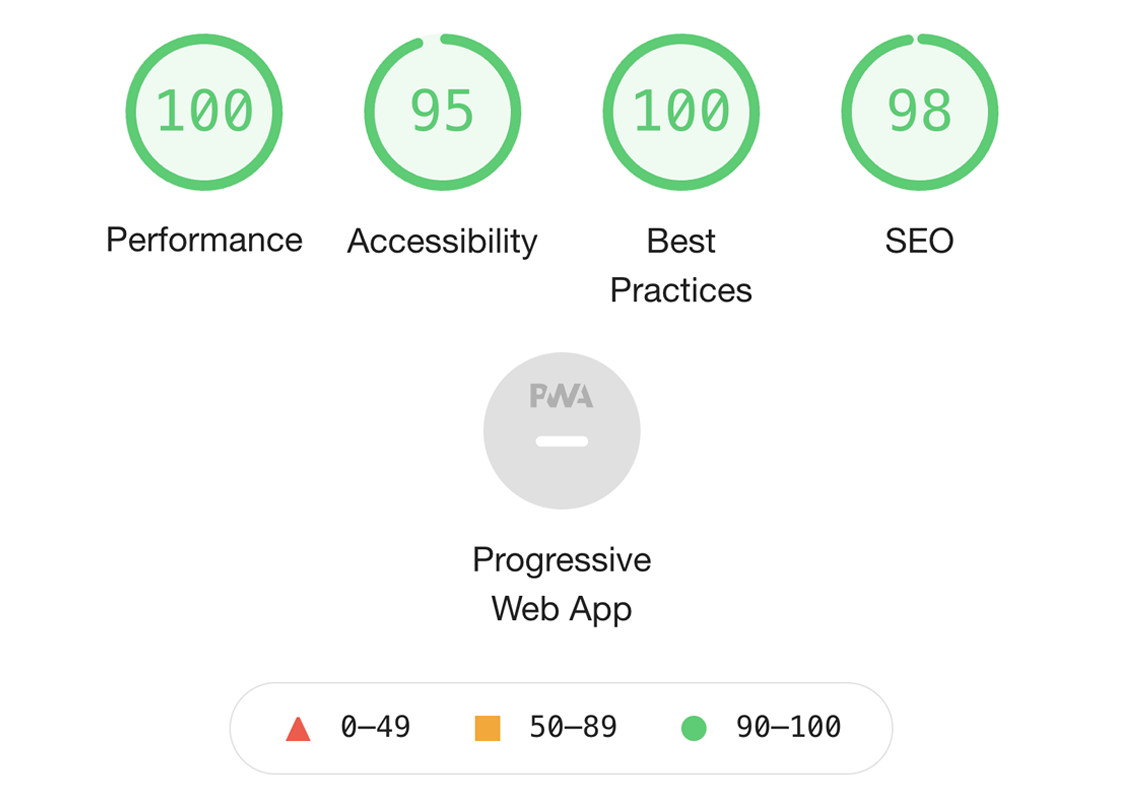 100 95 100 98
Performance Accessibility Best Practices SEO
PWA
Progressive
Web App
0–49 50–89 90–100